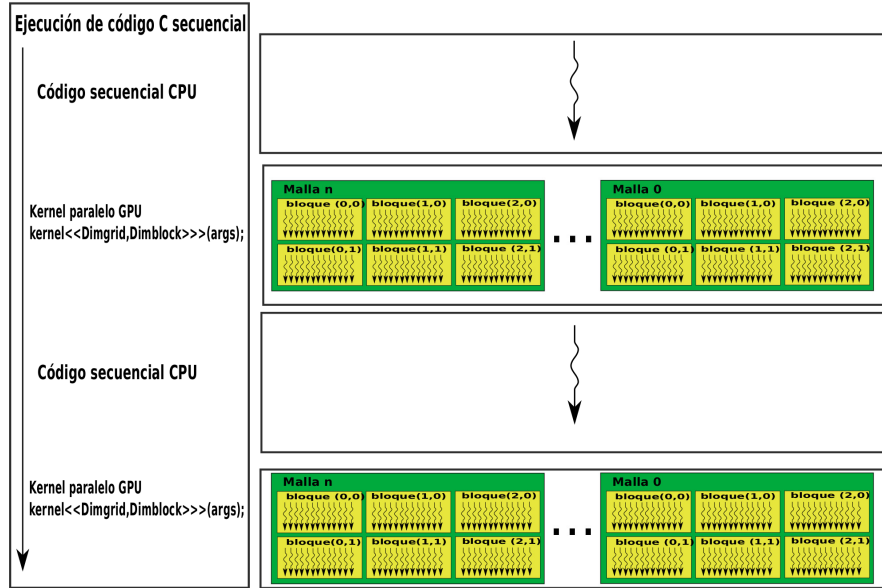 Ejecución de código C secuencial
Código secuencial CPU
Kernel paralelo GPU
kernel<<Dimgrid,Dimblock>>>(args);
Malla n
bloque (0,0) bloque(1,0) bloque(2,0)
bloque(0,1) bloque(1,1) bloque (2,1)
...
Malla 0
bloque(0,0) bloque(1,0) bloque (2,0)
bloque (0,1) bloque(1,1) bloque (2,1)
Código secuencial CPU
Kernel paralelo GPU
kernel<<Dimgrid,Dimblock>>>(args);
Malla n
bloque (0,0) bloque(1,0) bloque(2,0)
bloque(0,1) bloque(1,1) bloque (2,1)
...
Malla 0
bloque(0,0) bloque(1,0) bloque (2,0)
bloque (0,1) bloque(1,1) bloque (2,1)